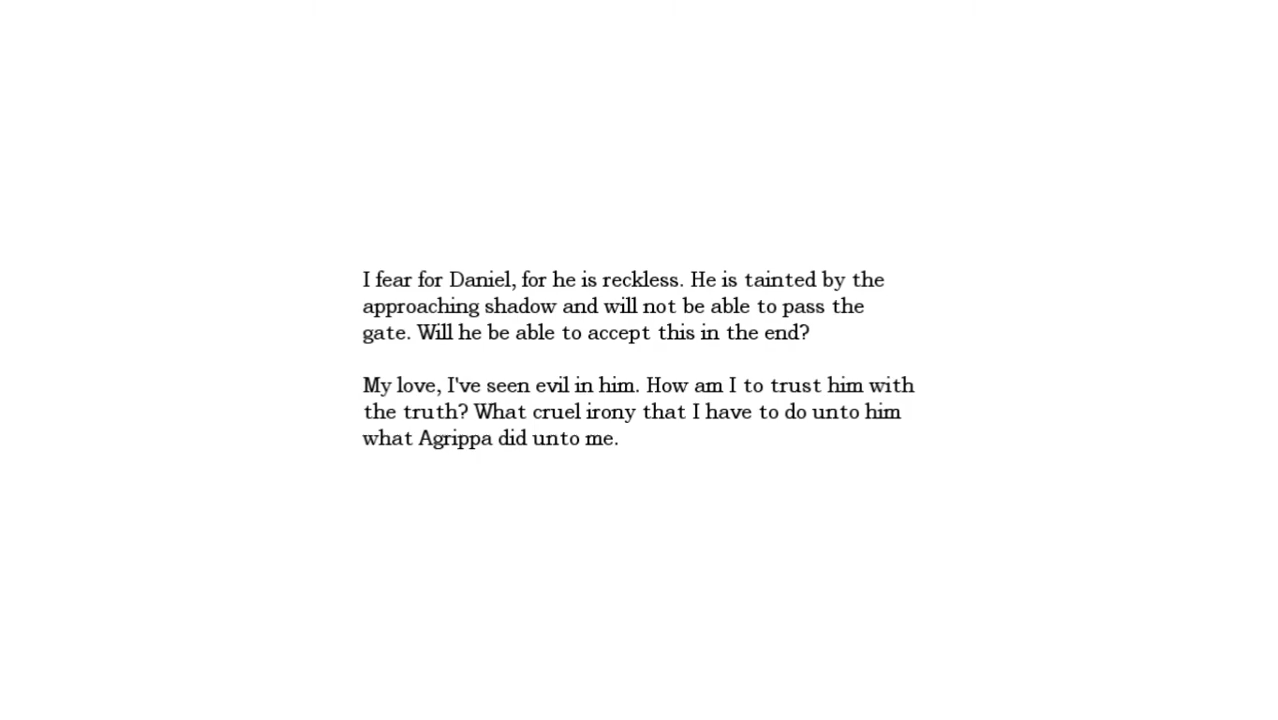 I fear for Daniel, for he is reckless. He is tainted by the
approaching shadow and will not be able to pass the
gate. Will he be able to accept this in the end?
My love, I've seen evil in him. How am I to trust him with
the truth? What cruel irony that I have to do unto him
what Agrippa did unto me.